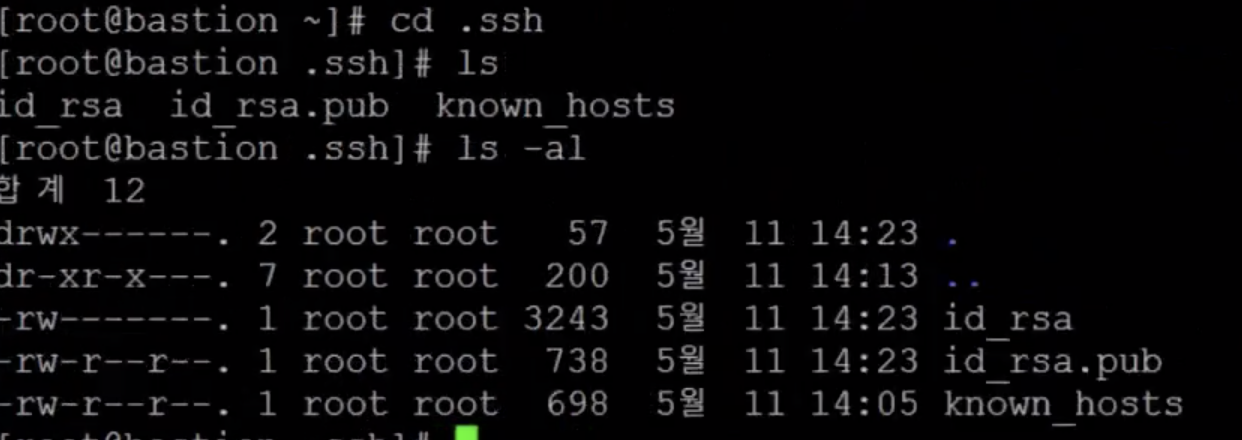 [root@bastion ~]# cd .ssh
[root@bastion .ssh]# ls
id_rsa  id_rsa.pub  known_hosts
[root@bastion .ssh]# ls -al
합계 12
drwx------. 2 root root   57  5월  11 14:23 .
dr-xr-x---. 7 root root  200  5월  11 14:13 ..
-rw-------. 1 root root 3243  5월  11 14:23 id_rsa
-rw-r--r--. 1 root root  738  5월  11 14:23 id_rsa.pub
-rw-r--r--. 1 root root  698  5월  11 14:05 known_hosts
[root@bastion .ssh]#